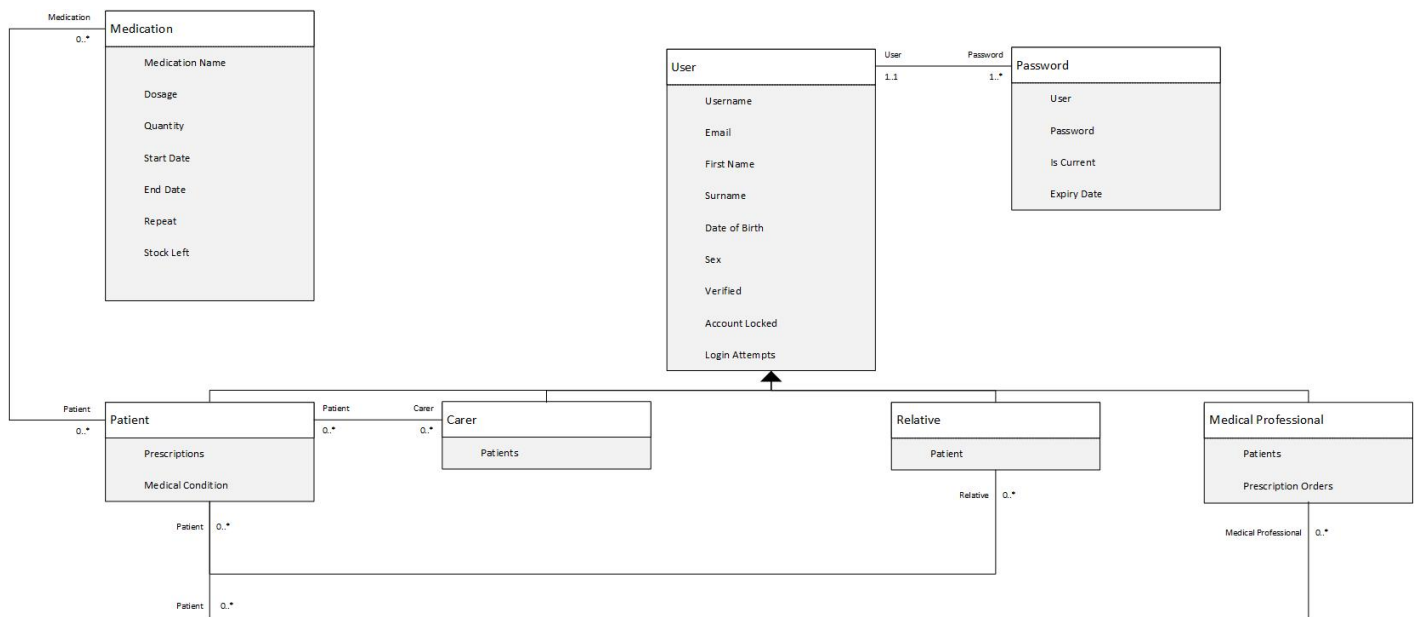 Medication
0..*
Medication
Medication Name
Dosage
Quantity
Start Date
End Date
Repeat
Stock Left
User
Username
Email
First Name
Surname
Date of Birth
Sex
Verified
Account Locked
Login Attempts
User
1..1
Password
1..*
Password
User
Password
Is Current
Expiry Date
Patient
0..*
Patient
Prescriptions
Medical Condition
Patient
0..*
Carer
0..*
Carer
Patients
Relative
Patient
Medical Professional
Patients
Prescription Orders
Patient 0..*
Relative 0..*
Medical Professional 0..*
Patient 0..*